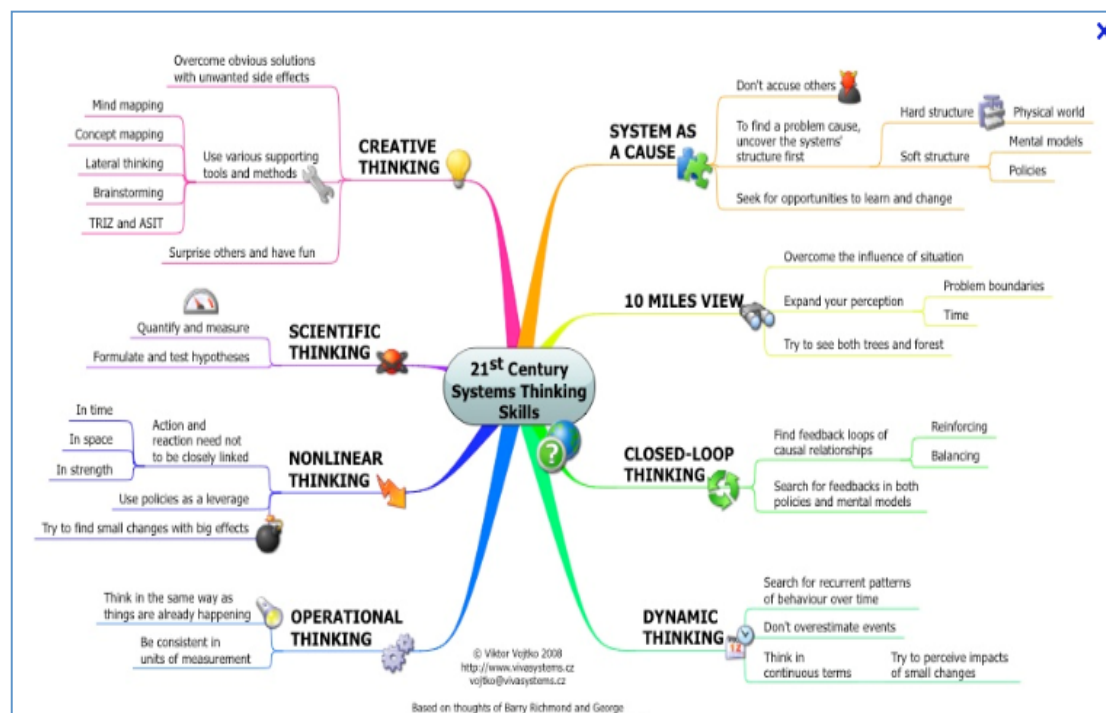 21st Century
Systems Thinking
Skills
CREATIVE
THINKING
Overcome obvious solutions
with unwanted side effects
Use various supporting
tools and methods
Mind mapping
Concept mapping
Lateral thinking
Brainstorming
TRIZ and ASIT
Surprise others and have fun
SCIENTIFIC
THINKING
Quantify and measure
Formulate and test hypotheses
NONLINEAR
THINKING
Action and
reaction need not
to be closely linked
In time
In space
In strength
Use policies as a leverage
Try to find small changes with big effects
OPERATIONAL
THINKING
Think in the same way as
things are already happening
Be consistent in
units of measurement
SYSTEM AS
A CAUSE
Don't accuse others
To find a problem cause,
uncover the systems'
structure first
Hard structure
Physical world
Soft structure
Mental models
Policies
Seek for opportunities to learn and change
10 MILES VIEW
Overcome the influence of situation
Expand your perception
Problem boundaries
Time
Try to see both trees and forest
?
CLOSED-LOOP
THINKING
Find feedback loops of
causal relationships
Reinforcing
Balancing
Search for feedbacks in both
policies and mental models
DYNAMIC
THINKING
12
Search for recurrent patterns
of behaviour over time
Don't overestimate events
Think in
continuous terms
Try to perceive impacts
of small changes
© Viktor Vojtko 2008
http://www.vivasystems.cz
vojtko@vivasystems.cz
Based on thoughts of Barry Richmond and George